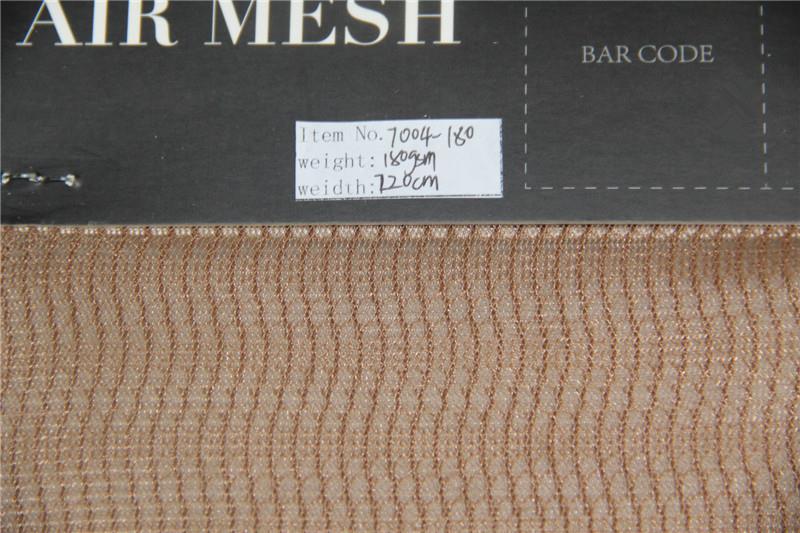 AIR MESH
BAR CODE
Item No. 7004-180
weight: 180gsm
weidth: 220cm